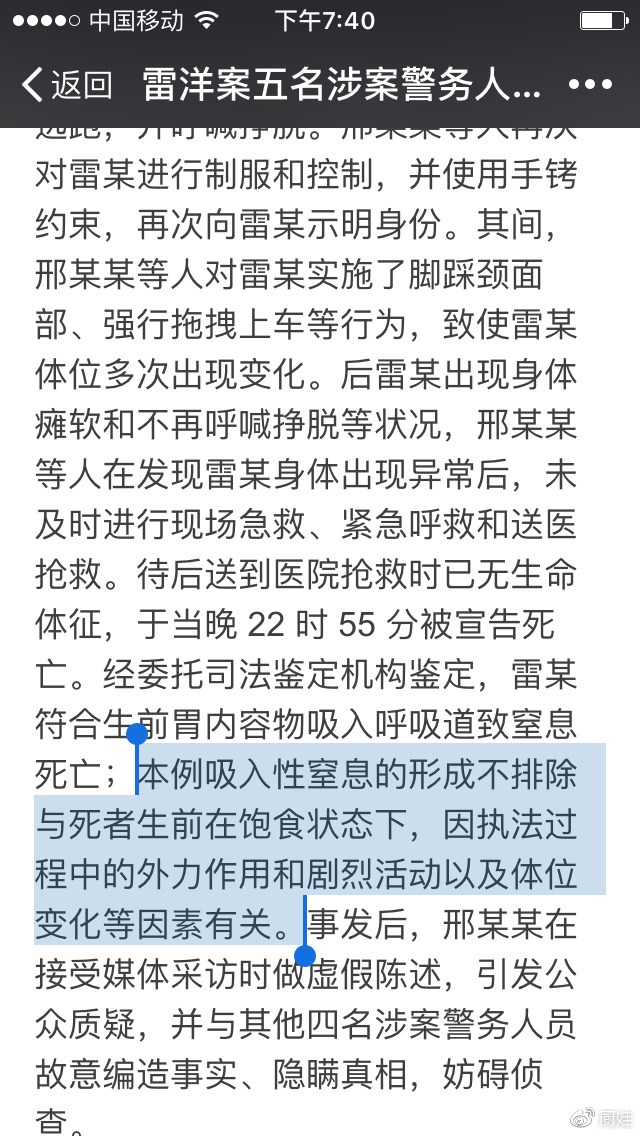 中国移动
下午7:40
返回
雷洋案五名涉案警务人...
对雷某进行制服和控制，并使用手铐
约束，再次向雷某示明身份。其间，
邢某某等人对雷某实施了脚踩颈面
部、强行拖拽上车等行为，致使雷某
体位多次出现变化。后雷某出现身体
瘫软和不再呼喊挣脱等状况，邢某某
等人在发现雷某身体出现异常后，未
及时进行现场急救、紧急呼救和送医
抢救。待后送到医院抢救时已无生命
体征，于当晚 22 时 55 分被宣告死
亡。经委托司法鉴定机构鉴定，雷某
符合生前胃内容物吸入呼吸道致窒息
死亡；本例吸入性窒息的形成不排除
与死者生前在饱食状态下，因执法过
程中的外力作用和剧烈活动以及体位
变化等因素有关。事发后，邢某某在
接受媒体采访时做虚假陈述，引发公
众质疑，并与其他四名涉案警务人员
故意编造事实、隐瞒真相，妨碍侦
查。